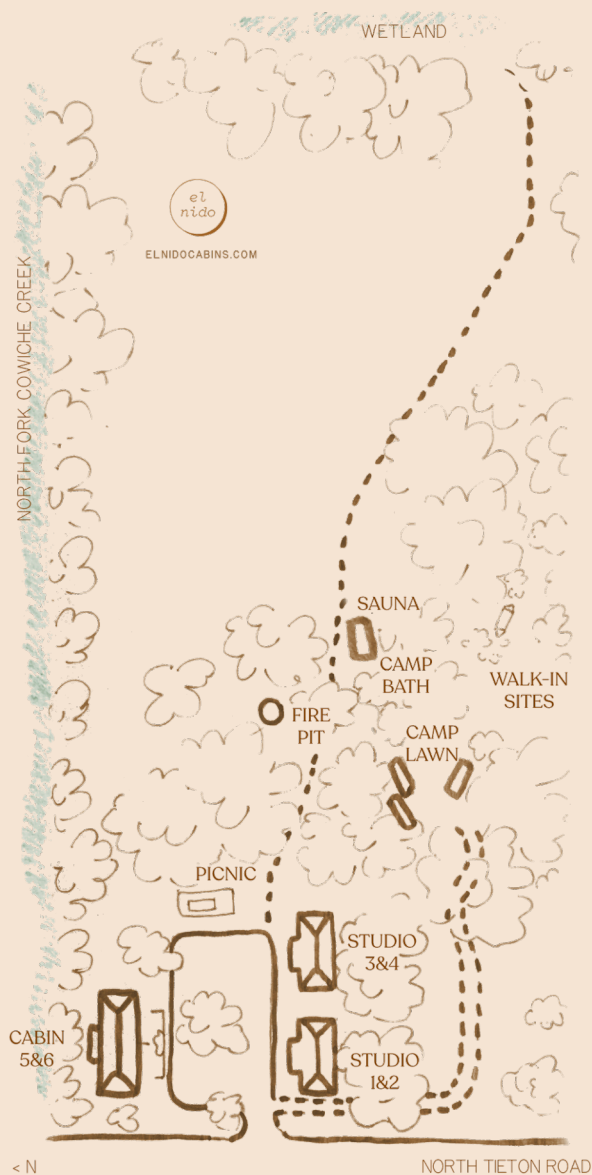 WETLAND
el
nido
ELNIDOCABINS.COM
NORTH FORK COWICHE CREEK
SAUNA
CAMP
BATH
WALK-IN
SITES
FIRE
PIT
CAMP
LAWN
PICNIC
STUDIO
3&4
CABIN
5&6
STUDIO
1&2
< N
NORTH TIETON ROAD